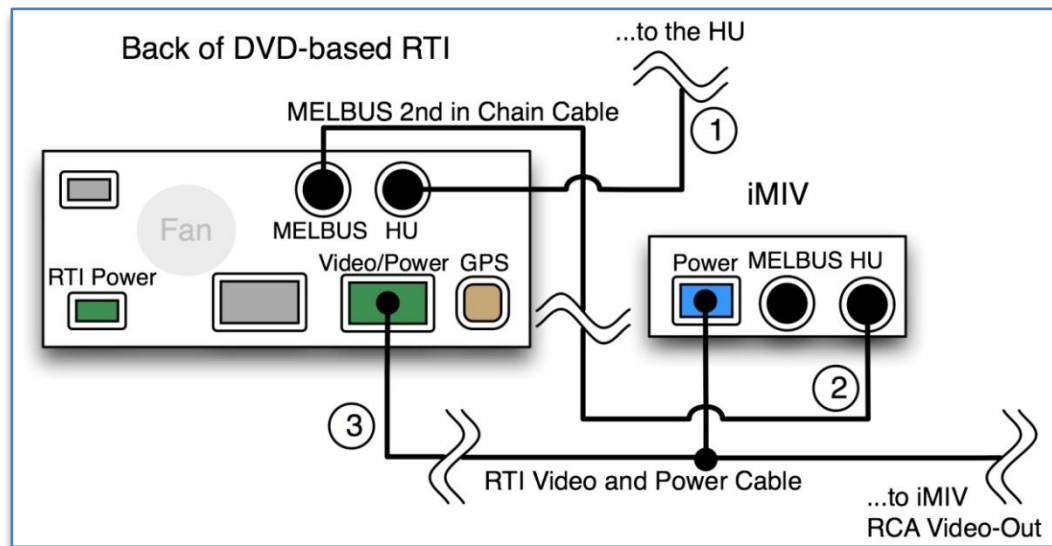 Back of DVD-based RTI
...to the HU
MELBUS 2nd in Chain Cable
1
iMIV
Fan
MELBUS HU
RTI Power
Video/Power GPS
Power MELBUS HU
2
3
RTI Video and Power Cable
...to iMIV
RCA Video-Out